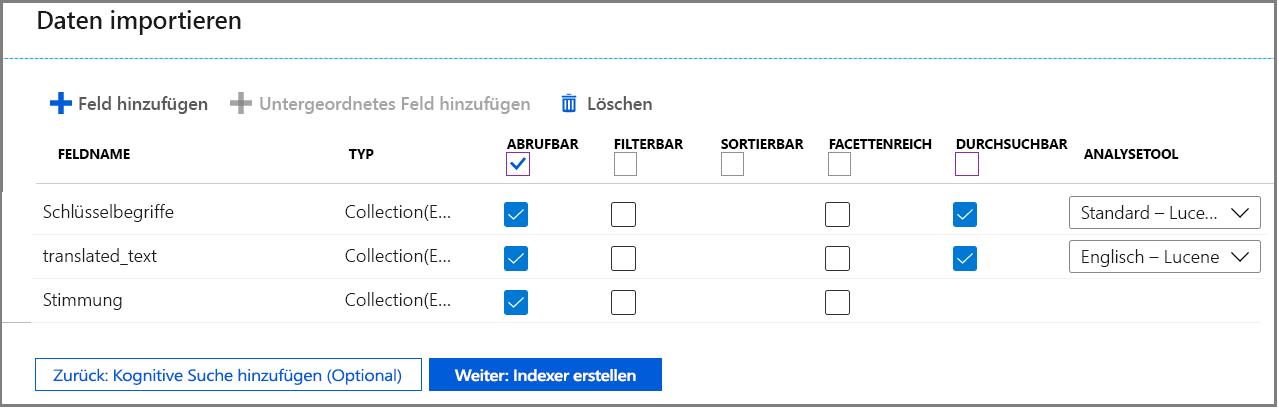 Daten importieren
Feld hinzufügen Untergeordnetes Feld hinzufügen Löschen
FELDNAME TYP ABRUFBAR FILTERBAR SORTIERBAR FACETTENREICH DURCHSUCHBAR ANALYSETOOL
Schlüsselbegriffe Collection(E... Standard – Luce...
translated_text Collection(E... Englisch – Lucene
Stimmung Collection(E...
Zurück: Kognitive Suche hinzufügen (Optional) Weiter: Indexer erstellen